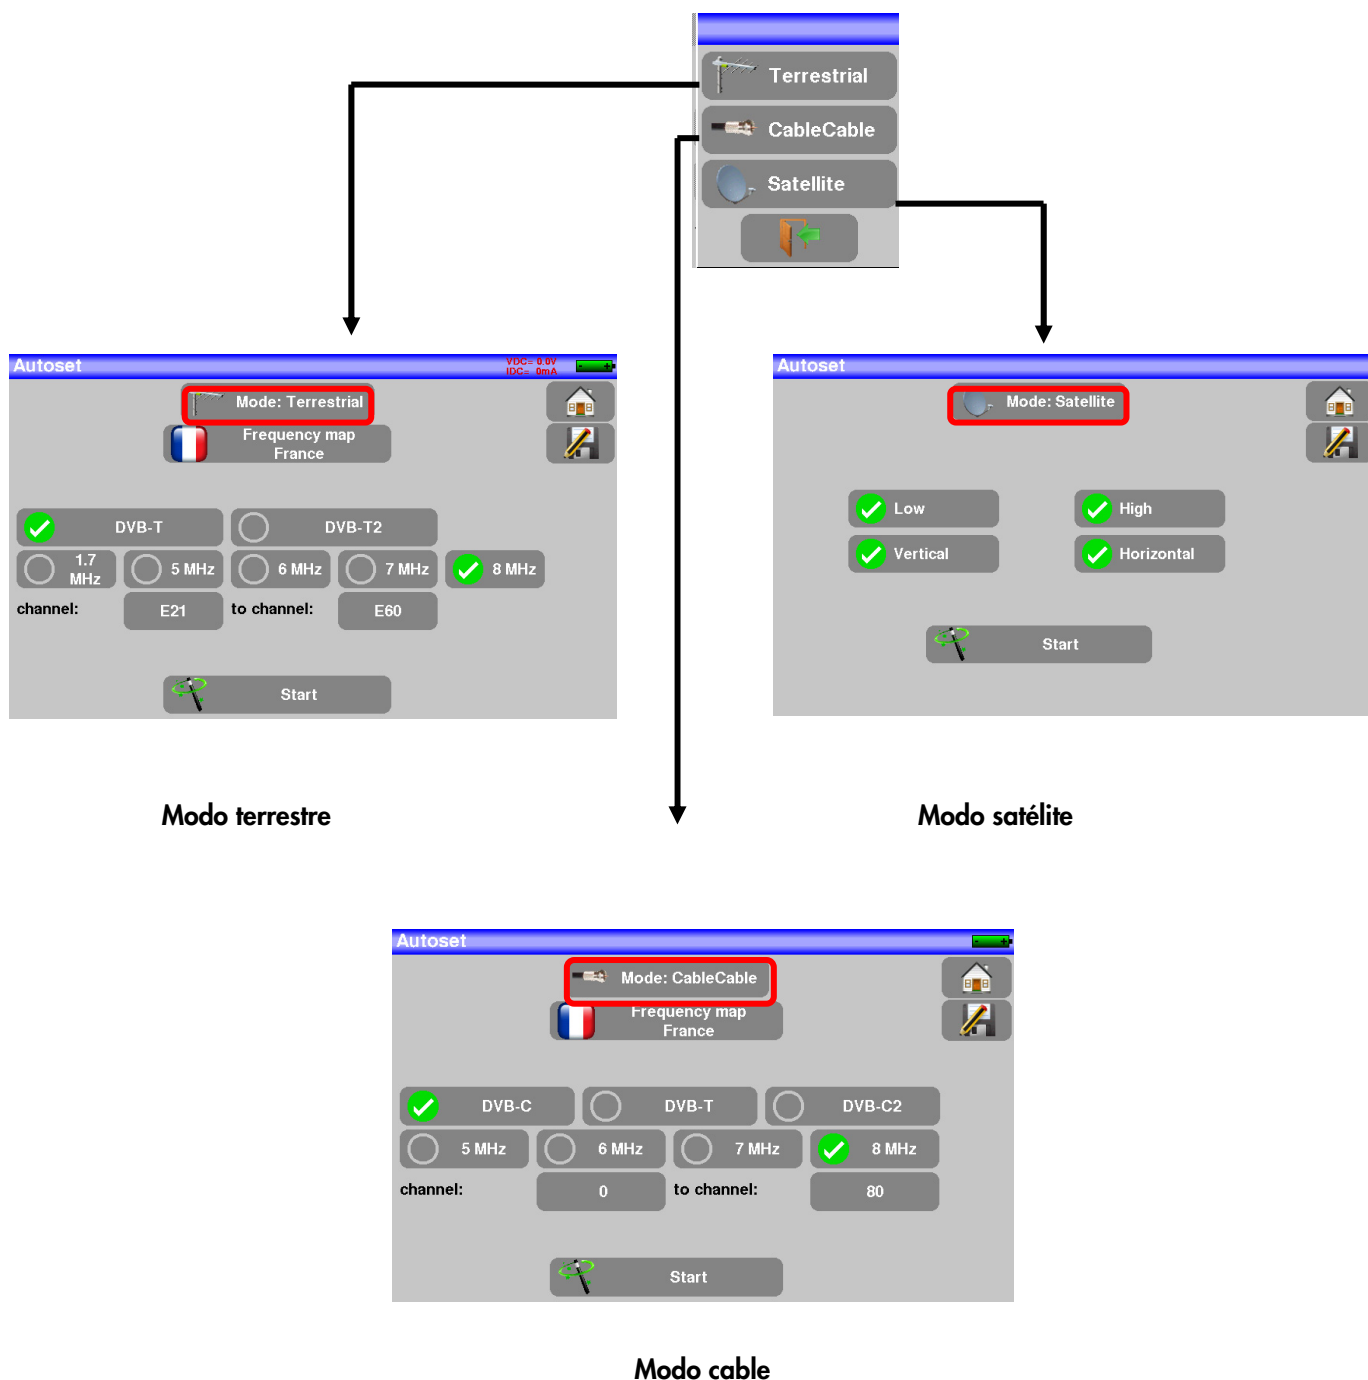 Terrestrial
CableCable
Satellite
Autoset
VDC= 0.0V
IDC= 0mA
Mode: Terrestrial
Frequency map
France
DVB-T
DVB-T2
1.7
MHz
5 MHz
6 MHz
7 MHz
8 MHz
channel:
E21
to channel:
E60
Start
Modo terrestre
Autoset
Mode: Satellite
Low
High
Vertical
Horizontal
Start
Modo satélite
Autoset
Mode: CableCable
Frequency map
France
DVB-C
DVB-T
DVB-C2
5 MHz
6 MHz
7 MHz
8 MHz
channel:
0
to channel:
80
Start
Modo cable